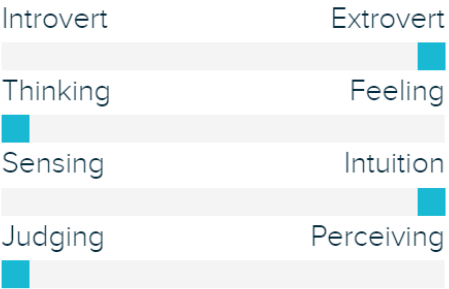 Introvert Extrovert
Thinking Feeling
Sensing Intuition
Judging Perceiving